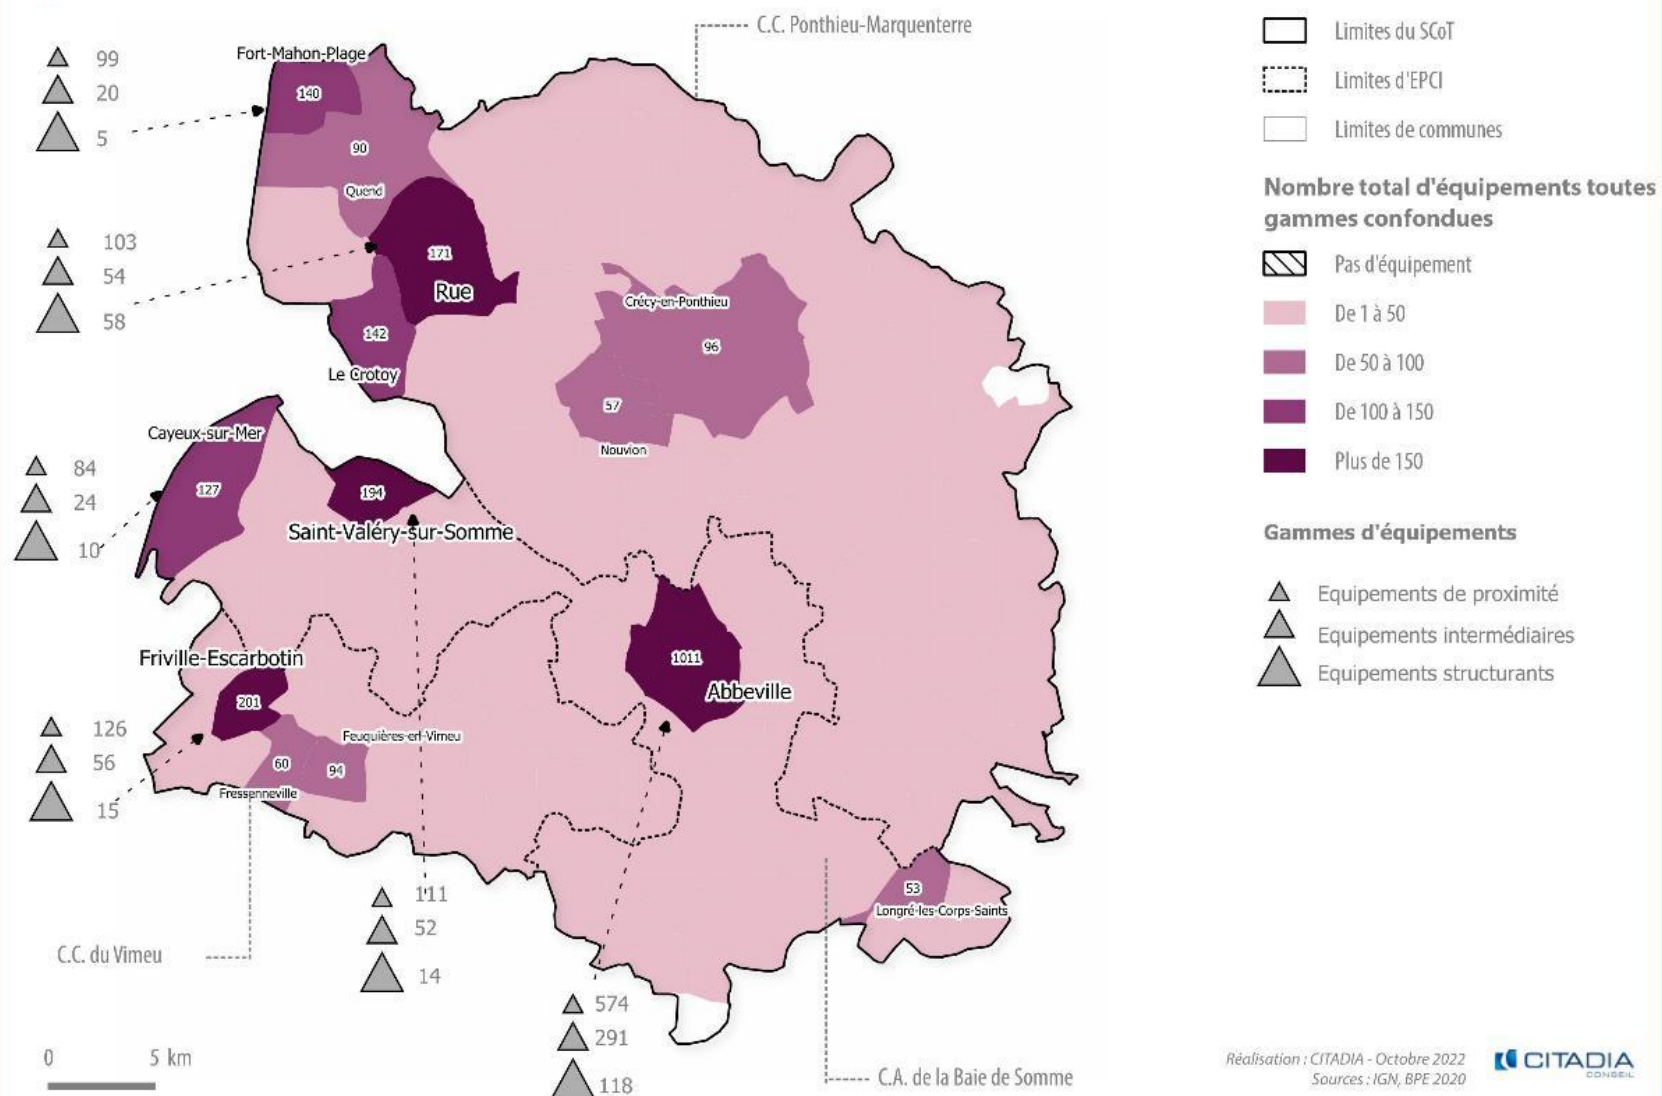 C.C. Ponthieu-Marquenterre
Fort-Mahon-Plage
99
20
5
140
90
Quend
103
54
58
171
Rue
142
Le Crotoy
Crécy-en-Ponthieu
96
57
Nouvion
Cayeux-sur-Mer
84
24
10
127
194
Saint-Valéry-sur-Somme
Friville-Escarbotin
201
1011
Abbeville
126
56
15
Feuquières-en-Vimeu
60
94
Fressenneville
53
Longré-les-Corps-Saints
111
52
14
C.C. du Vimeu
574
291
118
C.A. de la Baie de Somme
0 5 km
Limites du SCoT
Limites d'EPCI
Limites de communes
Nombre total d'équipements toutes
gammes confondues
Pas d'équipement
De 1 à 50
De 50 à 100
De 100 à 150
Plus de 150
Gammes d'équipements
Equipements de proximité
Equipements intermédiaires
Equipements structurants
Réalisation : CITADIA - Octobre 2022
Sources : IGN, BPE 2020
CITADIA
CONSEIL